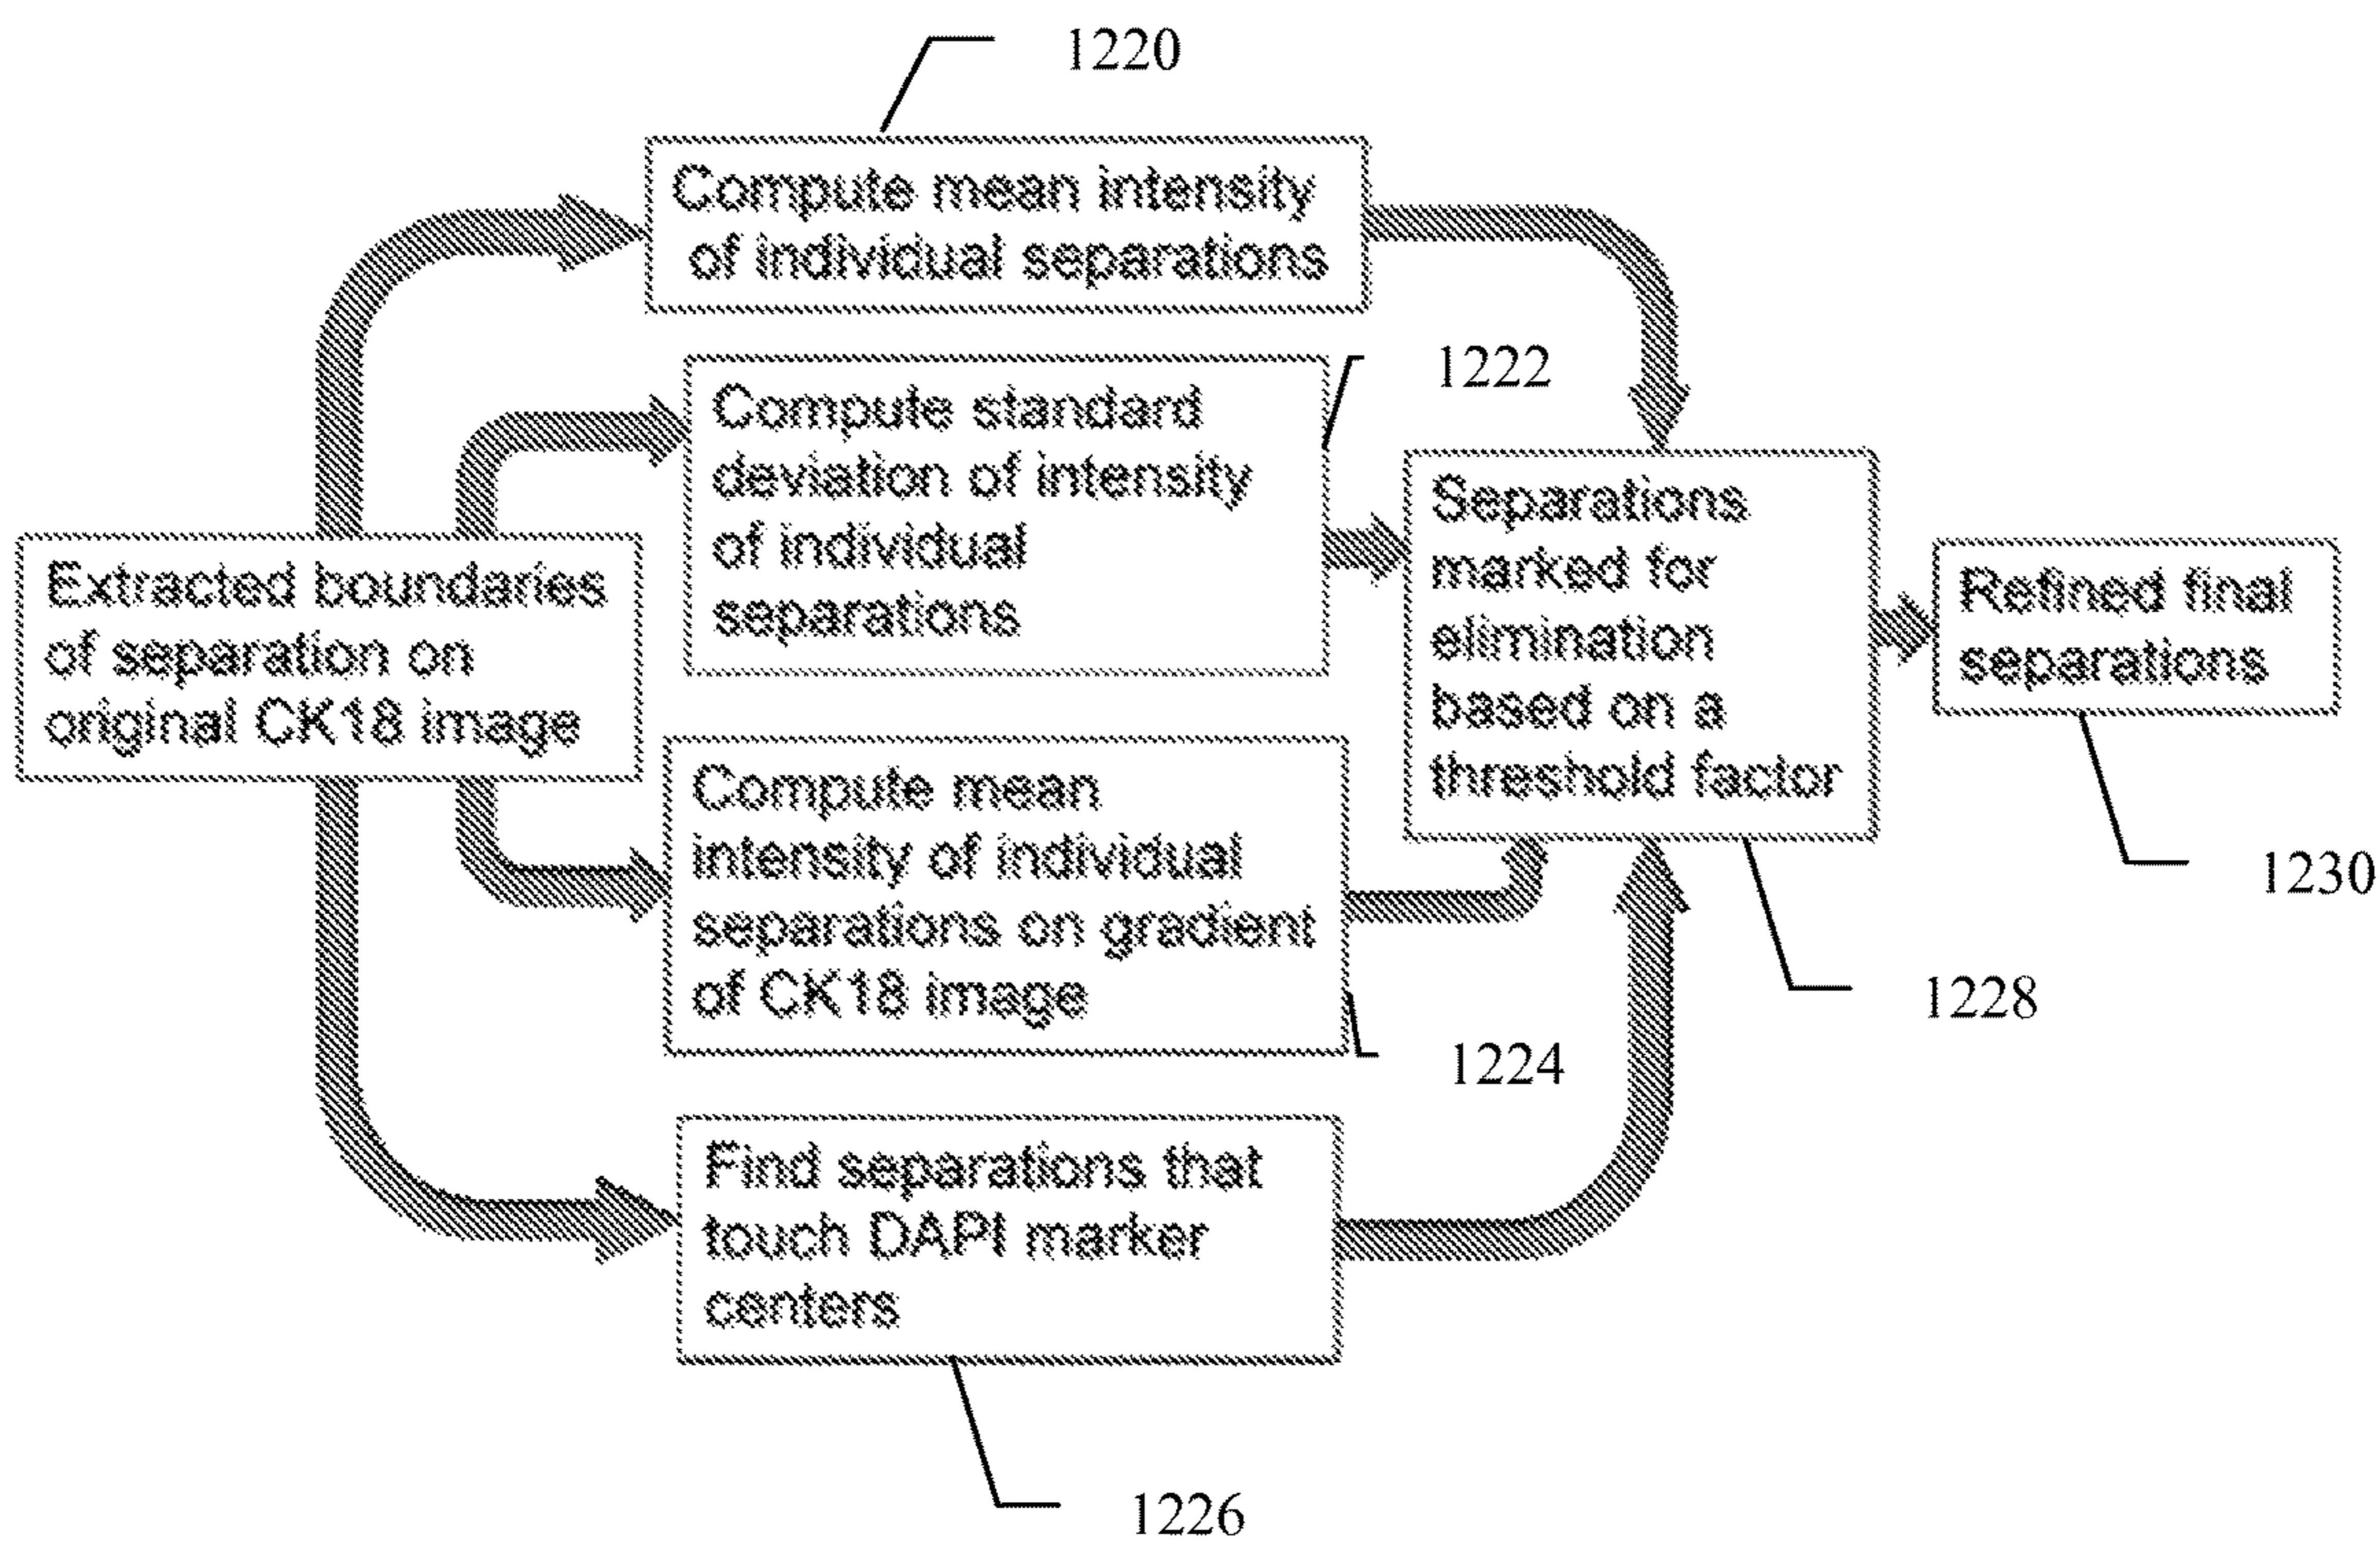 1220
Compute mean intensity
of individual separations
1222
Compute standard
deviation of intensity
of individual
separations
Extracted boundaries
of separation on
original CK18 image
Separations
marked for
elimination
based on a
threshold factor
Refined final
separations
1230
Compute mean
intensity of individual
separations on gradient
of CK18 image
1228
1224
Find separations that
touch DAPI marker
centers
1226